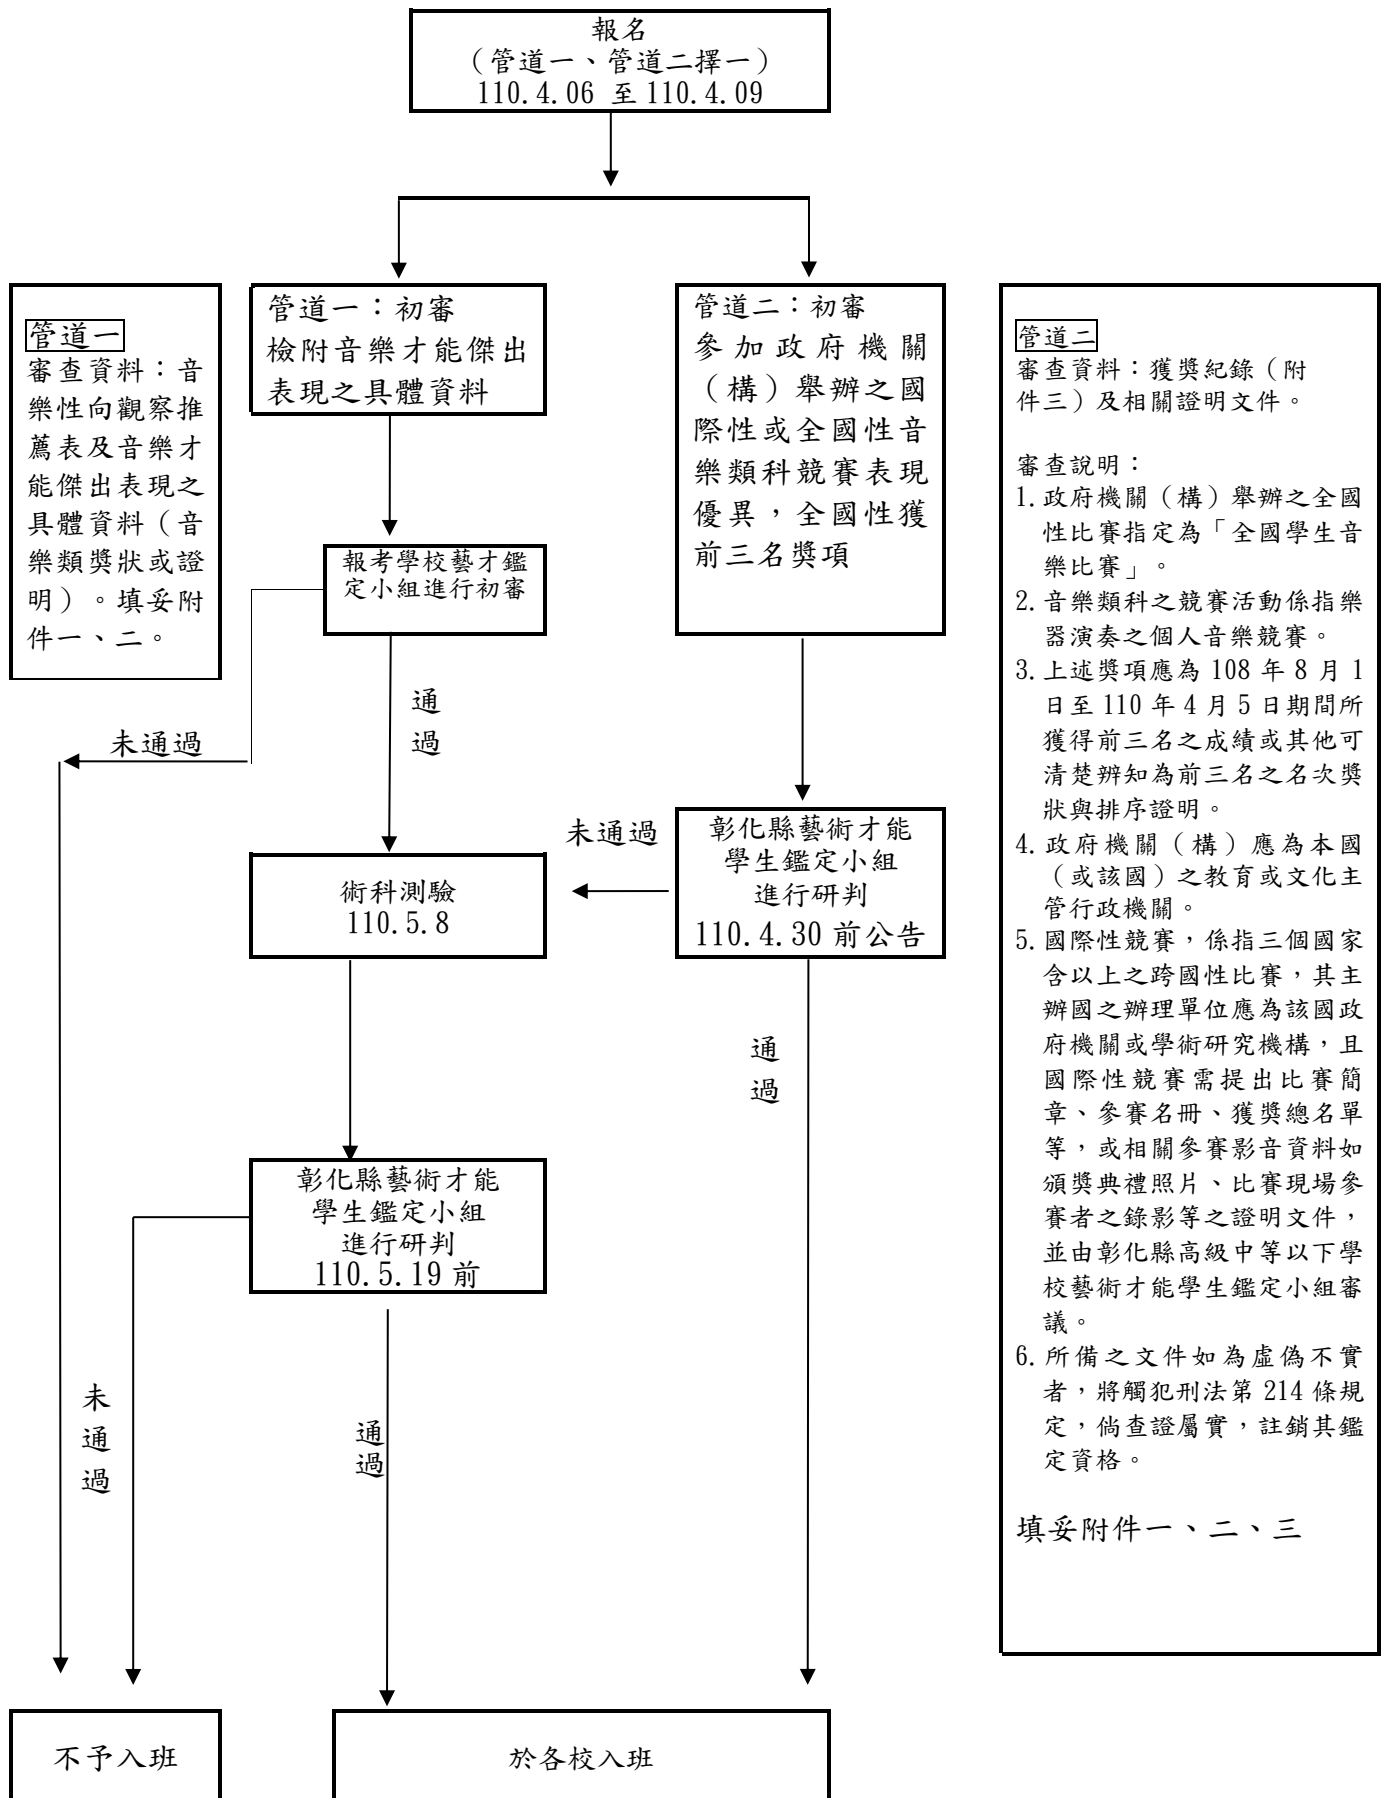 報名
（管道一、管道二擇一）
110.4.06 至 110.4.09
管道一
審查資料：音
樂性向觀察推
薦表及音樂才
能傑出表現之
具體資料（音
樂類獎狀或證
明）。填妥附
件一、二。
管道一：初審
檢附音樂才能傑出
表現之具體資料
管道二：初審
參加政府機關
（構）舉辦之國
際性或全國性音
樂類科競賽表現
優異，全國性獲
前三名獎項
報考學校藝才鑑
定小組進行初審
通
過
未通過
未通過
彰化縣藝術才能
學生鑑定小組
進行研判
110.4.30 前公告
術科測驗
110.5.8
通
過
彰化縣藝術才能
學生鑑定小組
進行研判
110.5.19 前
未
通
過
通
過
不予入班
於各校入班
管道二
審查資料：獲獎紀錄（附
件三）及相關證明文件。
審查說明：
1.政府機關（構）舉辦之全國
性比賽指定為「全國學生音
樂比賽」。
2.音樂類科之競賽活動係指樂
器演奏之個人音樂競賽。
3.上述獎項應為 108 年 8 月 1
日至 110 年 4 月 5 日期間所
獲得前三名之成績或其他可
清楚辨知為前三名之名次獎
狀與排序證明。
4.政府機關（構）應為本國
（或該國）之教育或文化主
管行政機關。
5.國際性競賽，係指三個國家
含以上之跨國性比賽，其主
辦國之辦理單位應為該國政
府機關或學術研究機構，且
國際性競賽需提出比賽簡
章、參賽名冊、獲獎總名單
等，或相關參賽影音資料如
頒獎典禮照片、比賽現場參
賽者之錄影等之證明文件，
並由彰化縣高級中等以下學
校藝術才能學生鑑定小組審
議。
6.所備之文件如為虛偽不實
者，將觸犯刑法第 214 條規
定，倘查證屬實，註銷其鑑
定資格。
填妥附件一、二、三